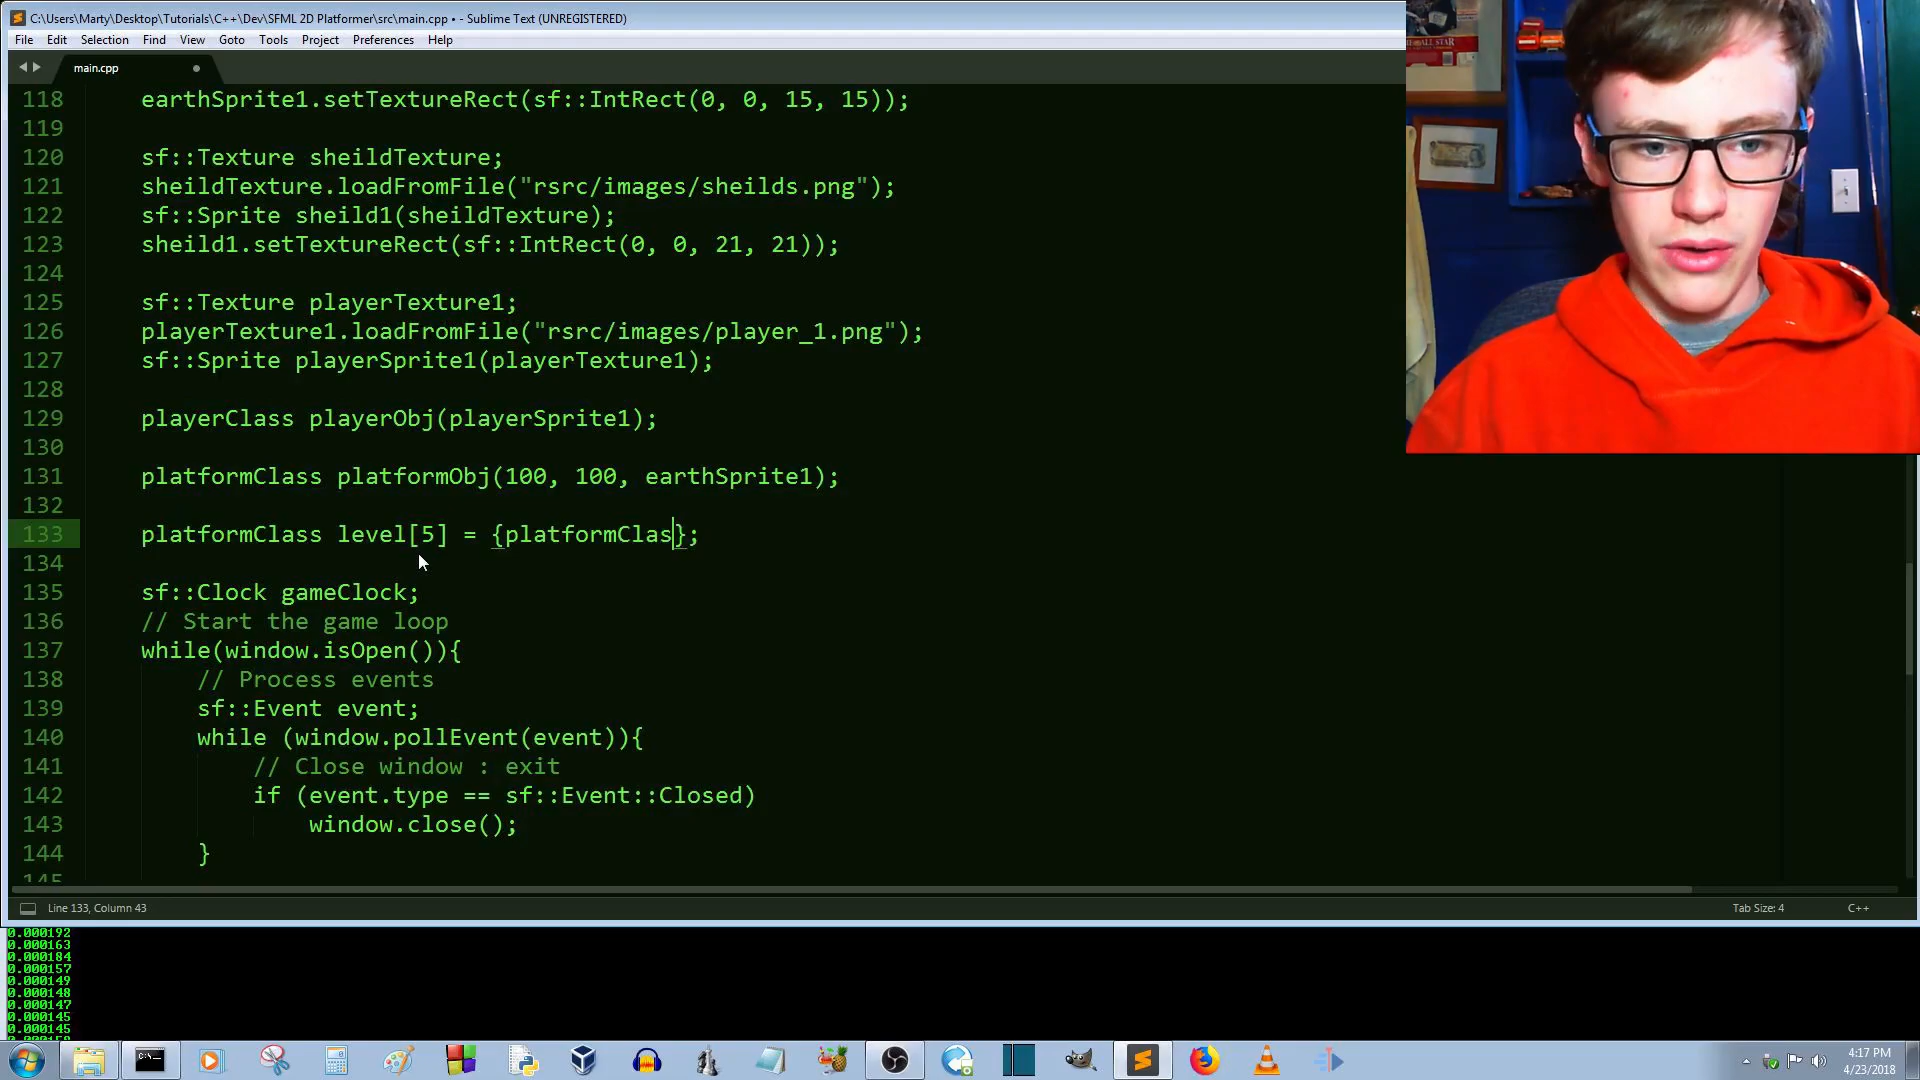 C:\Users\Marty\Desktop\Tutorials\C++\Dev\SFML 2D Platformer\src\main.cpp • - Sublime Text (UNREGISTERED)
File Edit Selection Find View Goto Tools Project Preferences Help
main.cpp
118 earthSprite1.setTextureRect(sf::IntRect(0, 0, 15, 15));
119
120 sf::Texture sheildTexture;
121 sheildTexture.loadFromFile("rsrc/images/sheilds.png");
122 sf::Sprite sheild1(sheildTexture);
123 sheild1.setTextureRect(sf::IntRect(0, 0, 21, 21));
124
125 sf::Texture playerTexture1;
126 playerTexture1.loadFromFile("rsrc/images/player_1.png");
127 sf::Sprite playerSprite1(playerTexture1);
128
129 playerClass playerObj(playerSprite1);
130
131 platformClass platformObj(100, 100, earthSprite1);
132
133 platformClass level[5] = {platformClas};
134
135 sf::Clock gameClock;
136 // Start the game loop
137 while(window.isOpen()){
138 // Process events
139 sf::Event event;
140 while (window.pollEvent(event)){
141 // Close window : exit
142 if (event.type == sf::Event::Closed)
143 window.close();
144 }
145
Line 133, Column 43
Tab Size: 4
C++
0.000192
0.000163
0.000184
0.000157
0.000149
0.000148
0.000147
0.000145
0.000145
4:17 PM
4/23/2018